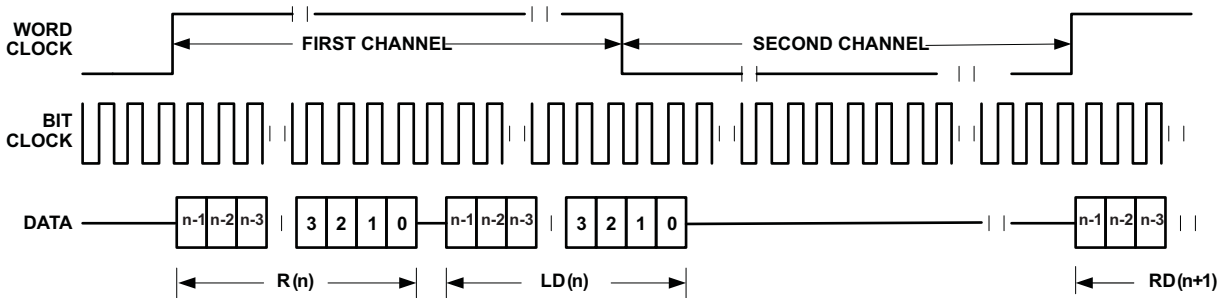 WORD
CLOCK
FIRST CHANNEL
SECOND CHANNEL
BIT
CLOCK
DATA
n-1 n-2 n-3 3 2 1 0 n-1 n-2 n-3 3 2 1 0 n-1 n-2 n-3
R(n) LD(n) RD(n+1)